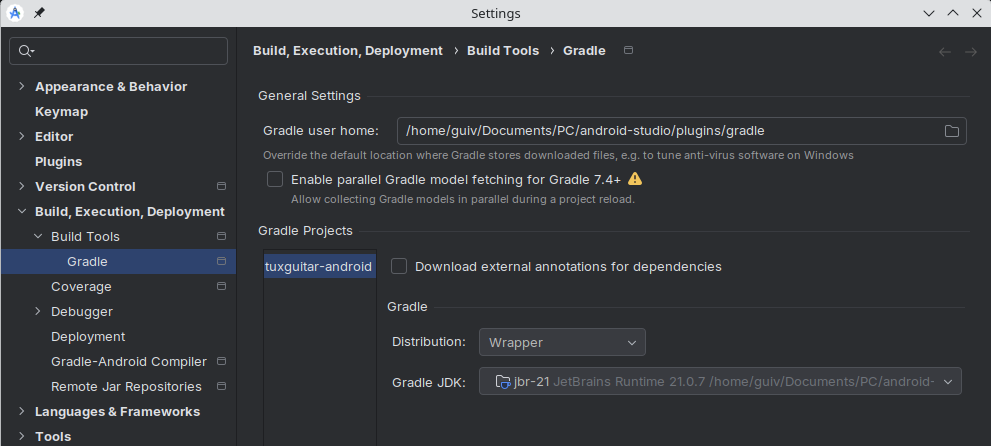 Settings
Build, Execution, Deployment › Build Tools › Gradle
Appearance & Behavior
Keymap
Editor
Plugins
Version Control
Build, Execution, Deployment
Build Tools
Gradle
Coverage
Debugger
Deployment
Gradle-Android Compiler
Remote Jar Repositories
Languages & Frameworks
Tools
General Settings
Gradle user home: /home/guiv/Documents/PC/android-studio/plugins/gradle
Override the default location where Gradle stores downloaded files, e.g. to tune anti-virus software on Windows
Enable parallel Gradle model fetching for Gradle 7.4+
Allow collecting Gradle models in parallel during a project reload.
Gradle Projects
tuxguitar-android
Download external annotations for dependencies
Gradle
Distribution: Wrapper
Gradle JDK: jbr-21 JetBrains Runtime 21.0.7 /home/guiv/Documents/PC/android-